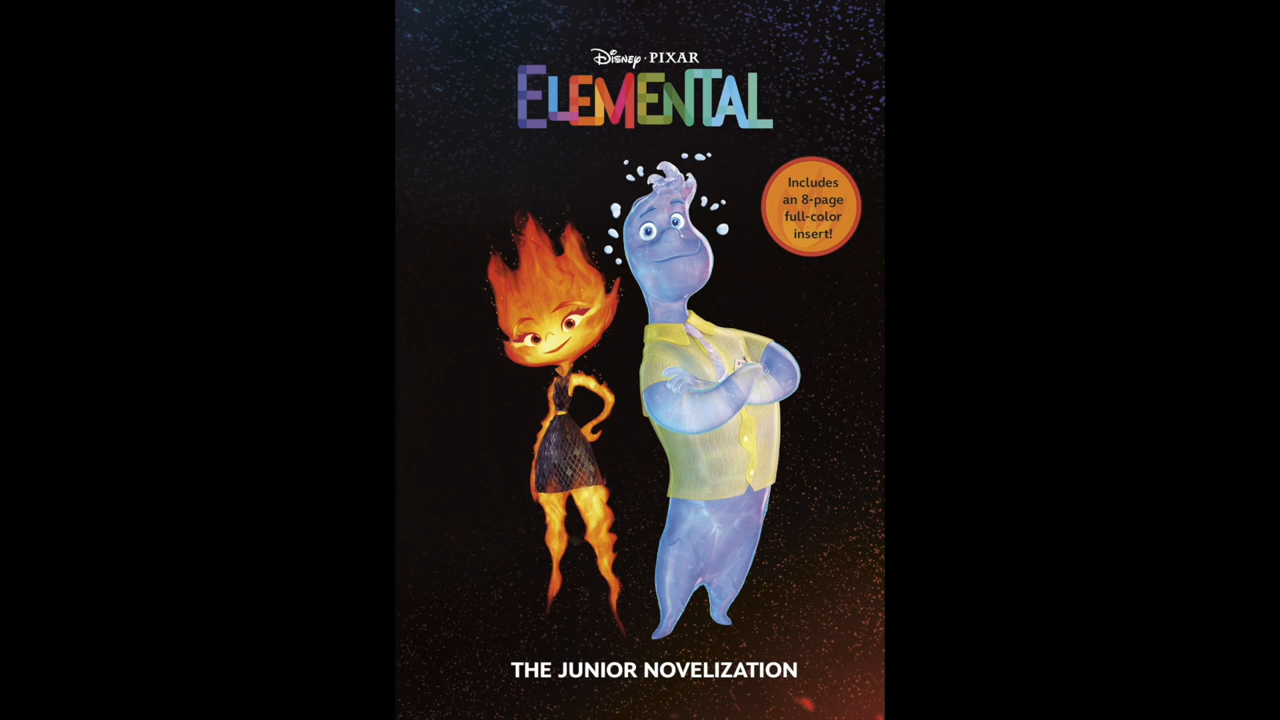 Disney · PIXAR
ELEMENTAL
Includes
an 8-page
full-color
insert!
THE JUNIOR NOVELIZATION